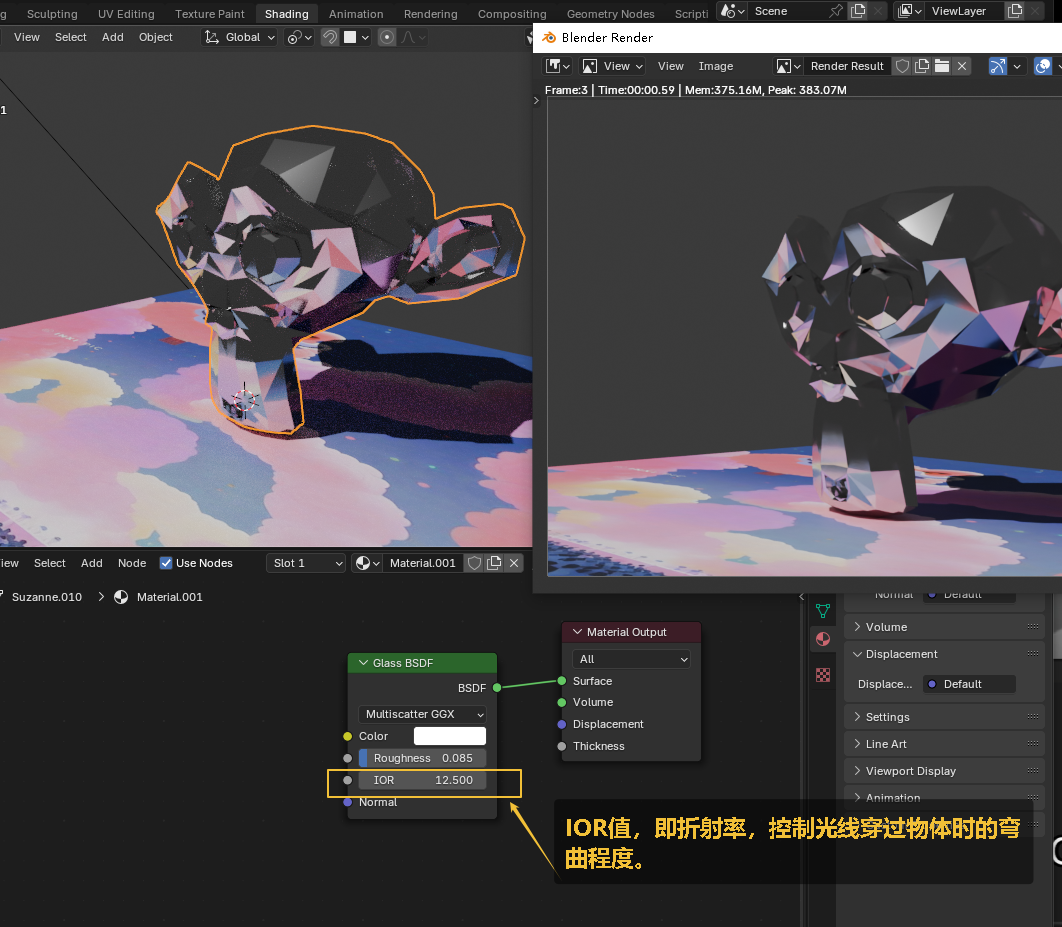 Sculpting UV Editing Texture Paint Shading Animation Rendering Compositing Geometry Nodes Scripti Scene ViewLayer
View Select Add Object Global
Blender Render
View View Image Render Result
Frame:3 | Time:00:00.59 | Mem:375.16M, Peak: 383.07M
1
iew Select Add Node Use Nodes Slot 1 Material.001
Suzanne.010 Material.001
Normal Default
Volume
Displacement
Displace... Default
Settings
Line Art
Viewport Display
Animation
Glass BSDF
BSDF
Multiscatter GGX
Color
Roughness 0.085
IOR 12.500
Normal
Material Output
All
Surface
Volume
Displacement
Thickness
IOR值，即折射率，控制光线穿过物体时的弯
曲程度。